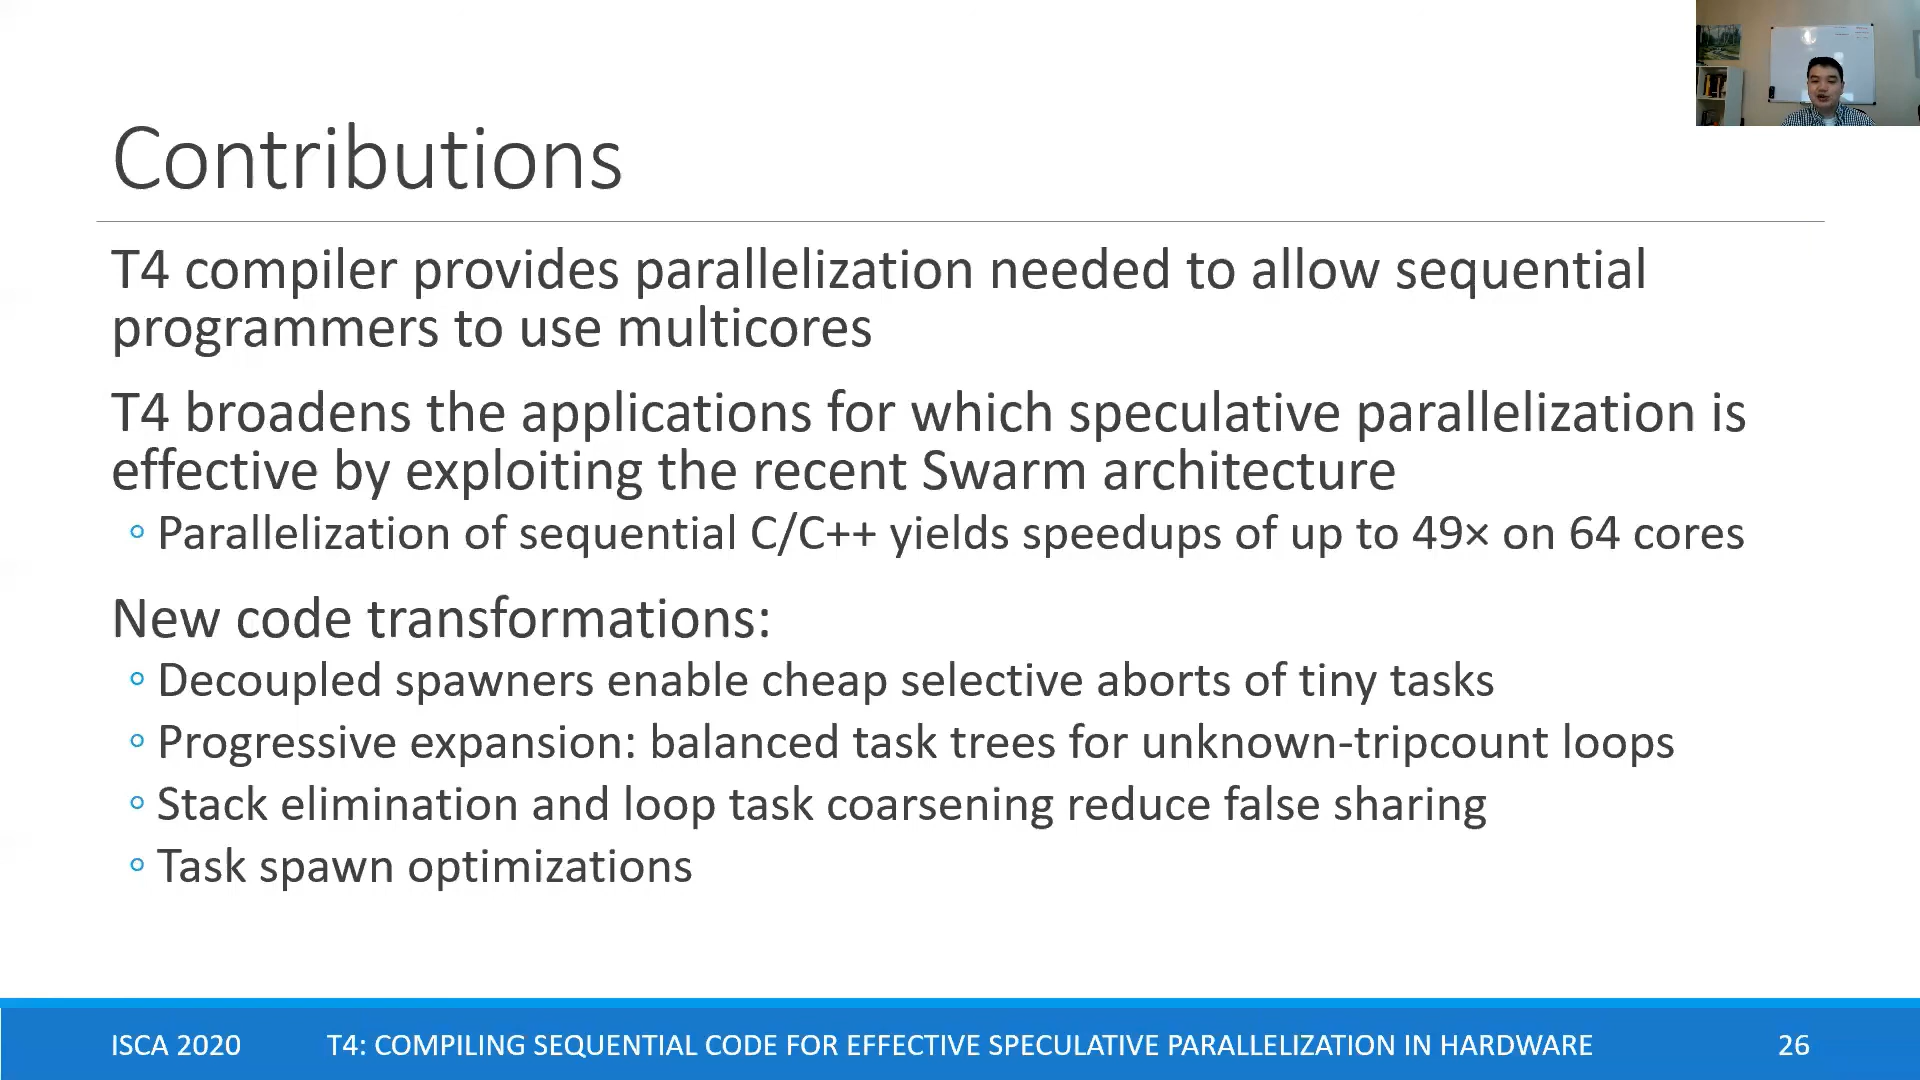 Contributions
T4 compiler provides parallelization needed to allow sequential
programmers to use multicores
T4 broadens the applications for which speculative parallelization is
effective by exploiting the recent Swarm architecture
◦ Parallelization of sequential C/C++ yields speedups of up to 49× on 64 cores
New code transformations:
◦ Decoupled spawners enable cheap selective aborts of tiny tasks
◦ Progressive expansion: balanced task trees for unknown-tripcount loops
◦ Stack elimination and loop task coarsening reduce false sharing
◦ Task spawn optimizations
ISCA 2020 T4: COMPILING SEQUENTIAL CODE FOR EFFECTIVE SPECULATIVE PARALLELIZATION IN HARDWARE 26